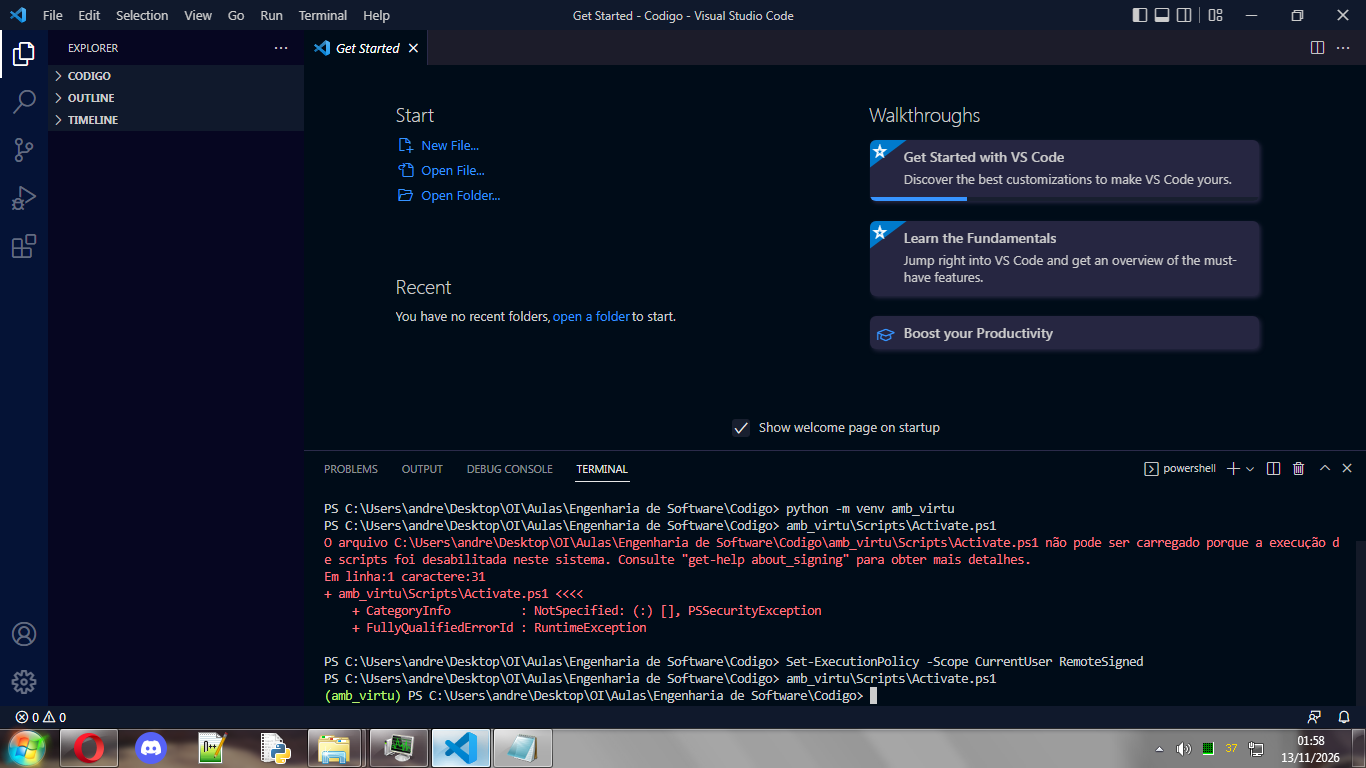 File Edit Selection View Go Run Terminal Help
Get Started - Codigo - Visual Studio Code
EXPLORER
CODIGO
OUTLINE
TIMELINE
Get Started
Start
New File...
Open File...
Open Folder...
Recent
You have no recent folders, open a folder to start.
Walkthroughs
Get Started with VS Code
Discover the best customizations to make VS Code yours.
Learn the Fundamentals
Jump right into VS Code and get an overview of the must-
have features.
Boost your Productivity
Show welcome page on startup
PROBLEMS OUTPUT DEBUG CONSOLE TERMINAL
powershell
PS C:\Users\andre\Desktop\OI\Aulas\Engenharia de Software\Codigo> python -m venv amb_virtu
PS C:\Users\andre\Desktop\OI\Aulas\Engenharia de Software\Codigo> amb_virtu\Scripts\Activate.ps1
O arquivo C:\Users\andre\Desktop\OI\Aulas\Engenharia de Software\Codigo\amb_virtu\Scripts\Activate.ps1 não pode ser carregado porque a execução d
e scripts foi desabilitada neste sistema. Consulte "get-help about_signing" para obter mais detalhes.
Em linha:1 caractere:31
+ amb_virtu\Scripts\Activate.ps1 <<<<
+ CategoryInfo : NotSpecified: (:) [], PSSecurityException
+ FullyQualifiedErrorId : RuntimeException
PS C:\Users\andre\Desktop\OI\Aulas\Engenharia de Software\Codigo> Set-ExecutionPolicy -Scope CurrentUser RemoteSigned
PS C:\Users\andre\Desktop\OI\Aulas\Engenharia de Software\Codigo> amb_virtu\Scripts\Activate.ps1
(amb_virtu) PS C:\Users\andre\Desktop\OI\Aulas\Engenharia de Software\Codigo>
0 0
37
01:58
13/11/2026